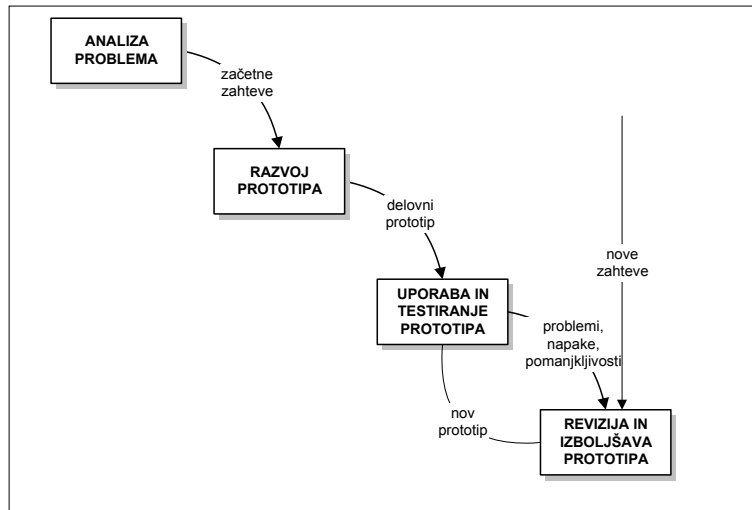 ANALIZA
PROBLEMA
začetne
zahteve
RAZVOJ
PROTOTIPA
delovni
prototip
nove
zahteve
UPORABA IN
TESTIRANJE
PROTOTIPA
problemi,
napake,
pomanjkljivosti
nov
prototip
REVIZIJA IN
IZBOLJŠAVA
PROTOTIPA